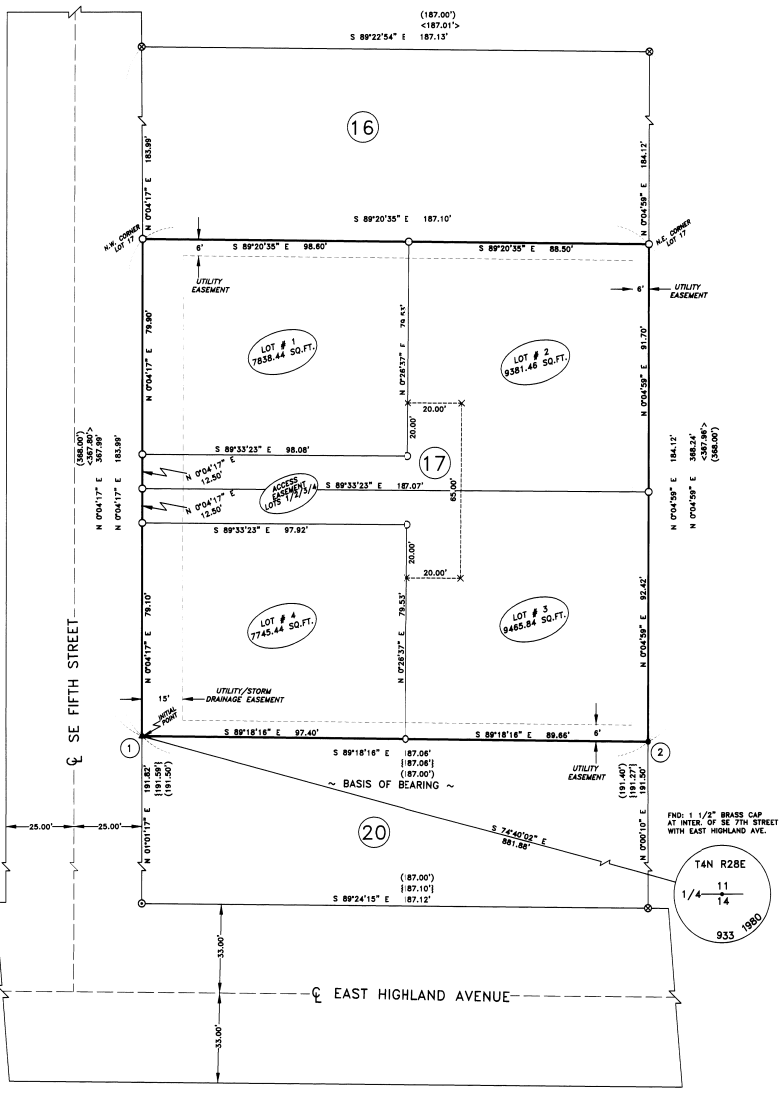 (187.00')
<187.01'>
S 89°22'54" E 187.13'
16
N 0°04'17" E 183.99'
N 0°04'59" E 184.12'
S 89°20'35" E 187.10'
N.W. CORNER
LOT 17
N.E. CORNER
LOT 17
6'
S 89°20'35" E 98.60'
S 89°20'35" E 88.50'
UTILITY
EASEMENT
6'
UTILITY
EASEMENT
N 0°04'17" E 79.90'
LOT # 1
7838.44 SQ.FT.
N 0°26'37" E 79.53'
LOT # 2
9381.46 SQ.FT.
N 0°04'59" E 91.70'
20.00'
20.00'
17
S 89°33'23" E 98.08'
N 0°04'17" E
12.50'
ACCESS
EASEMENT
LOTS 1/2/3/4
S 89°33'23" E 187.07'
65.00'
N 0°04'17" E
12.50'
S 89°33'23" E 97.92'
(368.00')
<367.80'>
N 0°04'17" E 367.99'
N 0°04'17" E 183.99'
N 0°04'59" E 184.12'
N 0°04'59" E 368.24'
<367.96'>
(368.00')
20.00'
20.00'
N 0°04'17" E 79.10'
LOT # 4
7745.44 SQ.FT.
N 0°26'37" E 79.53'
LOT # 3
9465.84 SQ.FT.
N 0°04'59" E 92.42'
SE FIFTH STREET
15'
UTILITY/STORM
DRAINAGE EASEMENT
INITIAL
POINT
1
S 89°18'16" E 97.40'
S 89°18'16" E 89.66'
6'
UTILITY
EASEMENT
2
S 89°18'16" E 187.06'
{187.06'}
(187.00')
~ BASIS OF BEARING ~
N 01°01'17" E 191.82'
{191.59'}
(191.50')
(191.40')
{191.27'}
N 0°00'10" E 191.50'
25.00'
25.00'
20
S 74°40'02" E
881.88'
FND: 1 1/2" BRASS CAP
AT INTER. OF SE 7TH STREET
WITH EAST HIGHLAND AVE.
T4N R28E
1/4
11
14
933 1980
(187.00')
{187.10'}
S 89°24'15" E 187.12'
33.00'
EAST HIGHLAND AVENUE
33.00'